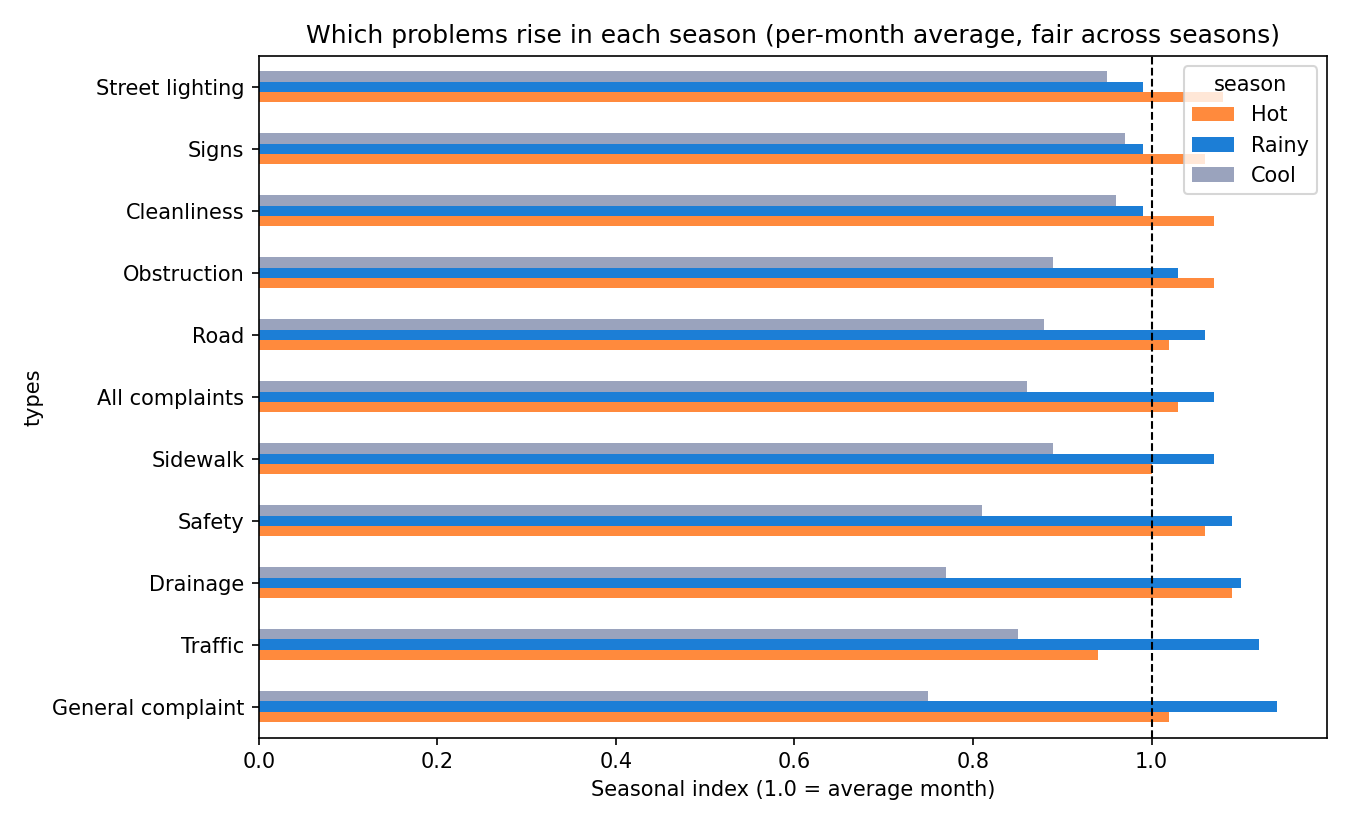 Which problems rise in each season (per-month average, fair across seasons)
season
Hot
Rainy
Cool
types
Street lighting
Signs
Cleanliness
Obstruction
Road
All complaints
Sidewalk
Safety
Drainage
Traffic
General complaint
0.0 0.2 0.4 0.6 0.8 1.0
Seasonal index (1.0 = average month)